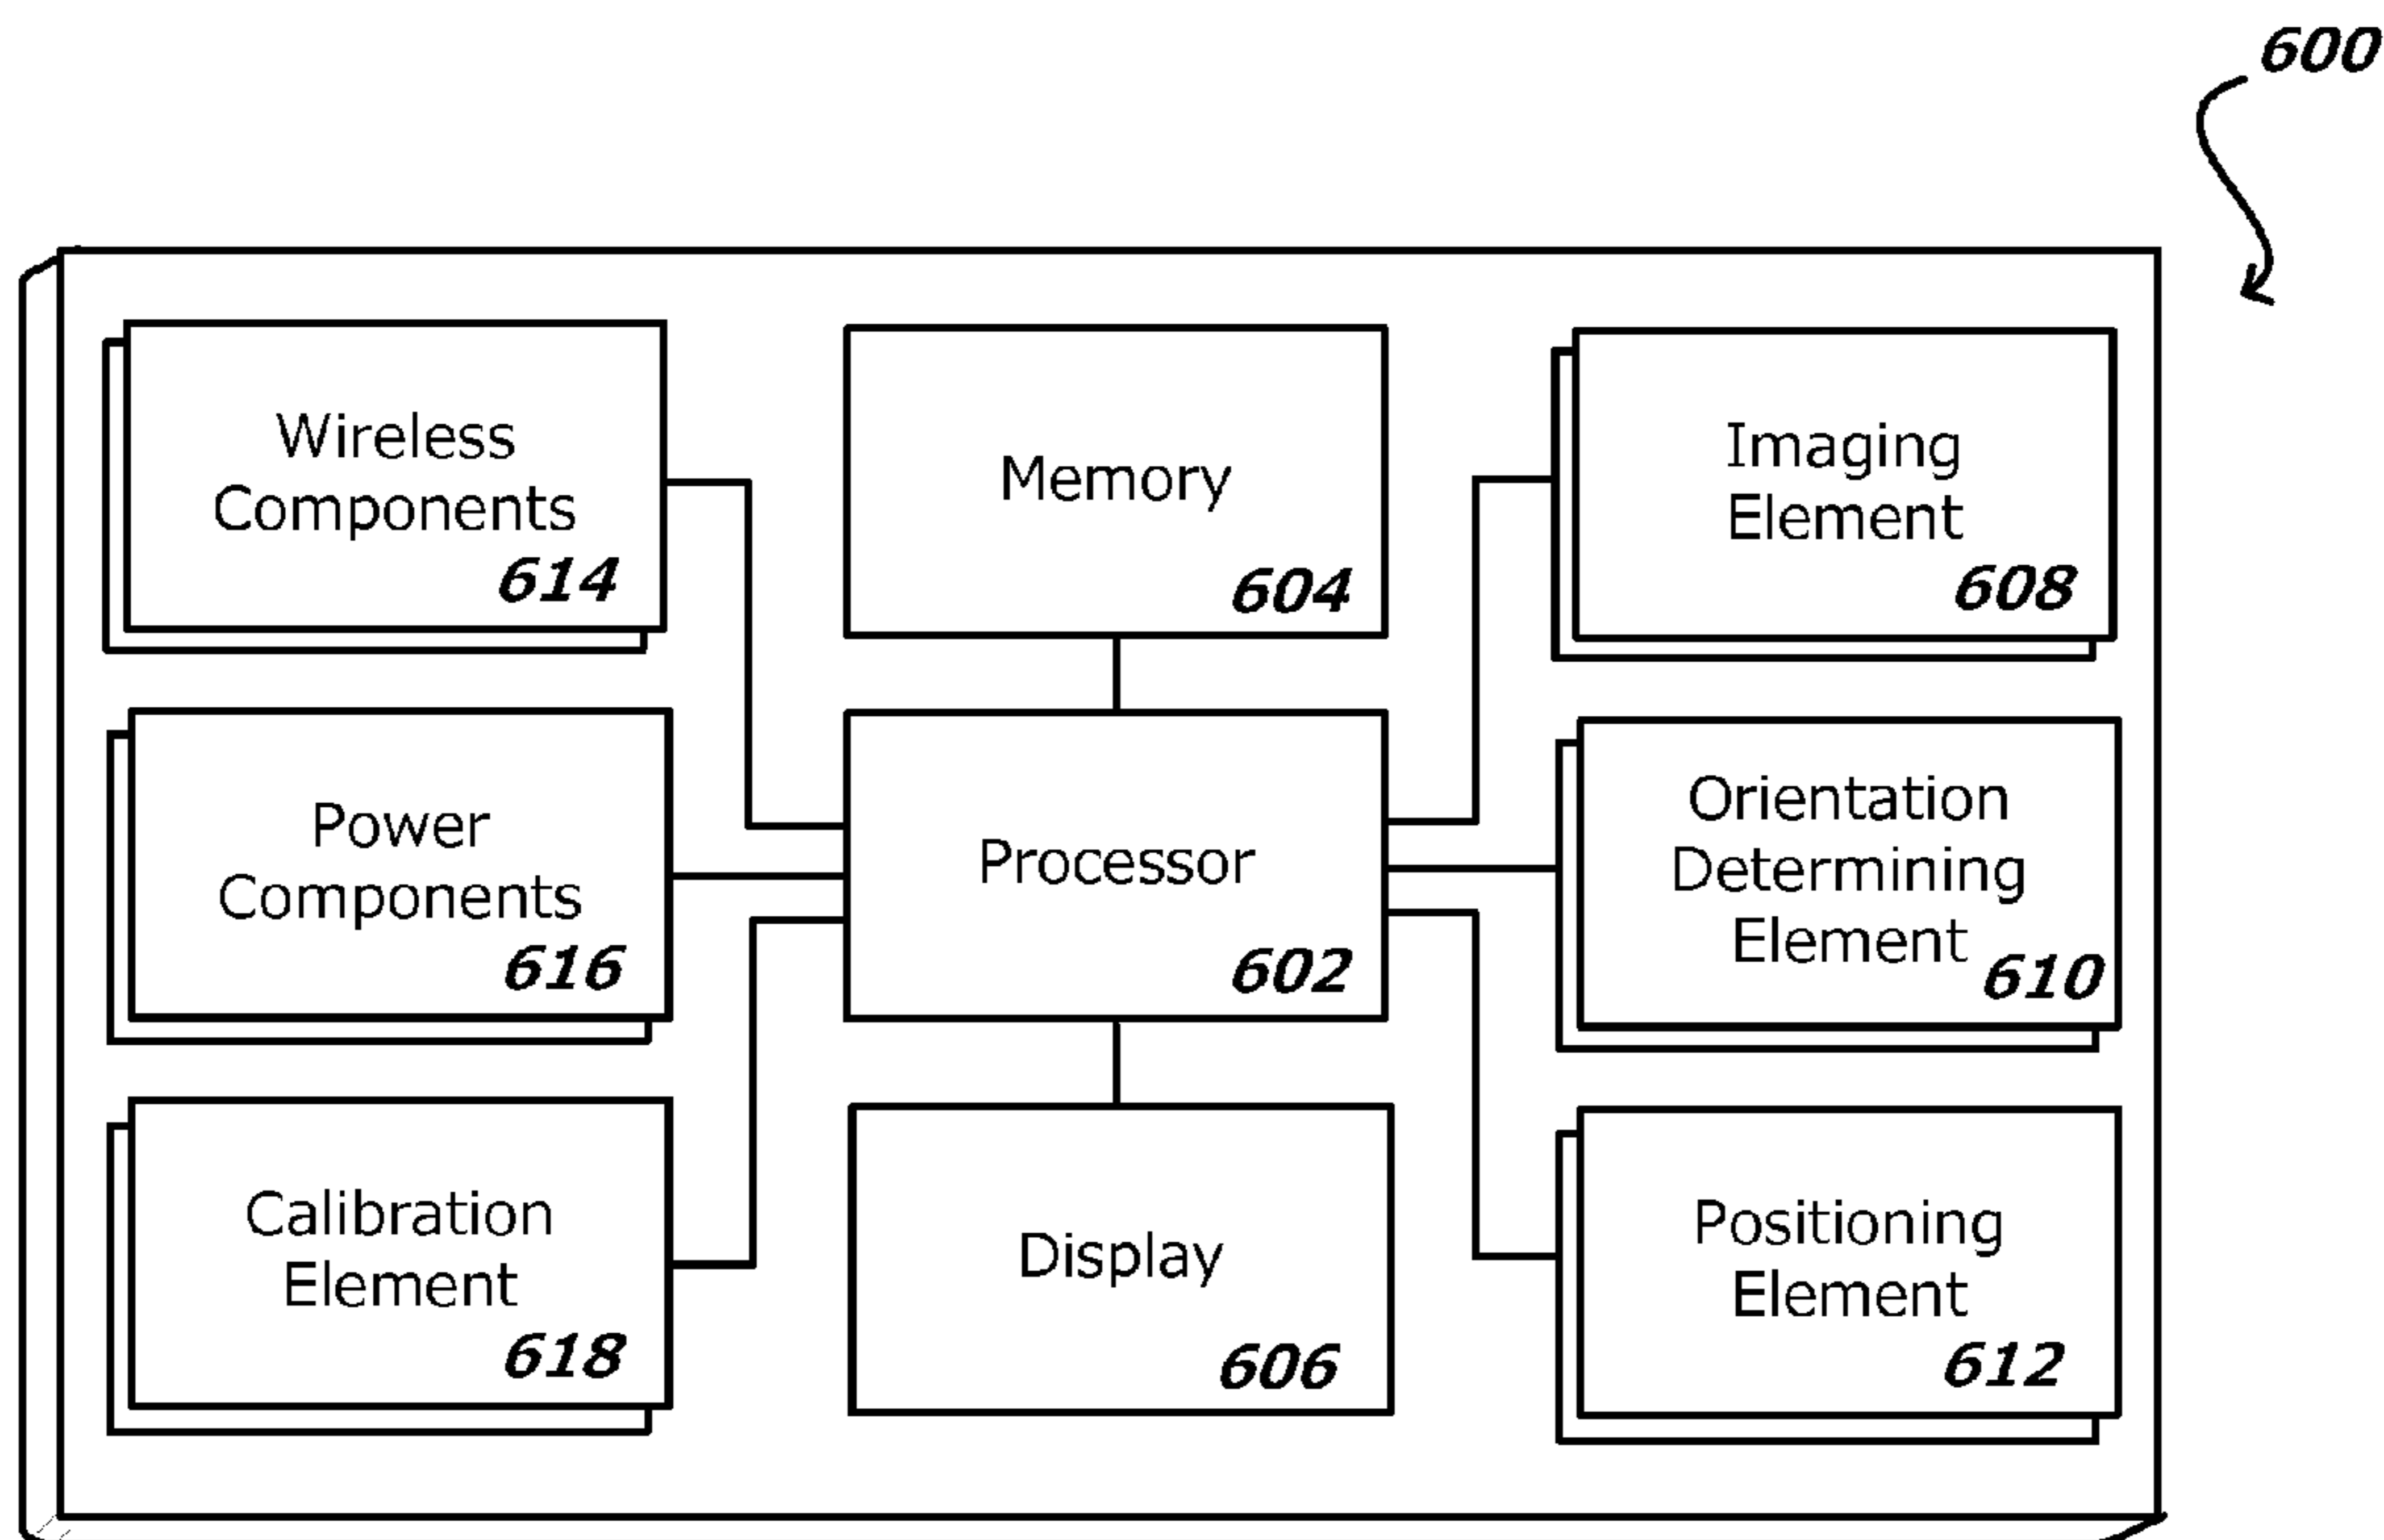 600
Wireless
Components
614
Memory
604
Imaging
Element
608
Power
Components
616
Processor
602
Orientation
Determining
Element
610
Calibration
Element
618
Display
606
Positioning
Element
612